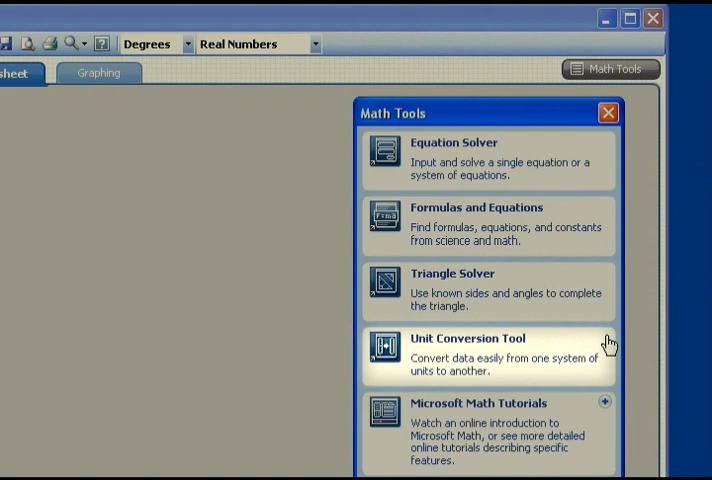 Degrees
Real Numbers
sheet
Graphing
Math Tools
Math Tools
Equation Solver
Input and solve a single equation or a
system of equations.
Formulas and Equations
Find formulas, equations, and constants
from science and math.
Triangle Solver
Use known sides and angles to complete
the triangle.
Unit Conversion Tool
Convert data easily from one system of
units to another.
Microsoft Math Tutorials
Watch an online introduction to
Microsoft Math, or see more detailed
online tutorials describing specific
features.